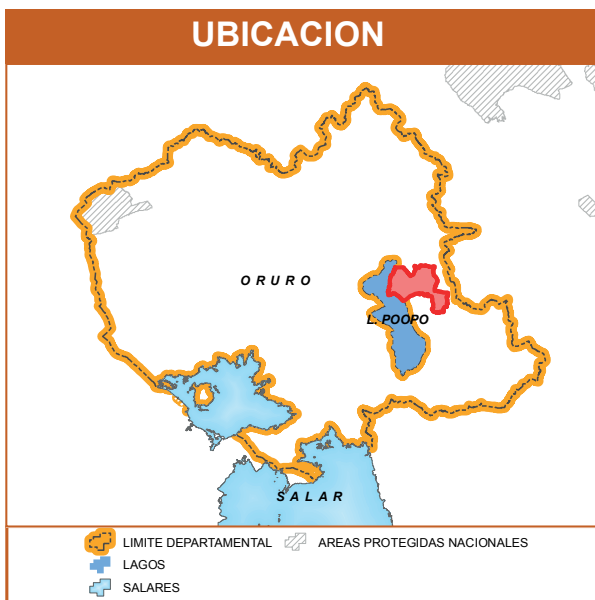 UBICACION
ORURO
L. POOPO
SALAR
LIMITE DEPARTAMENTAL
AREAS PROTEGIDAS NACIONALES
LAGOS
SALARES